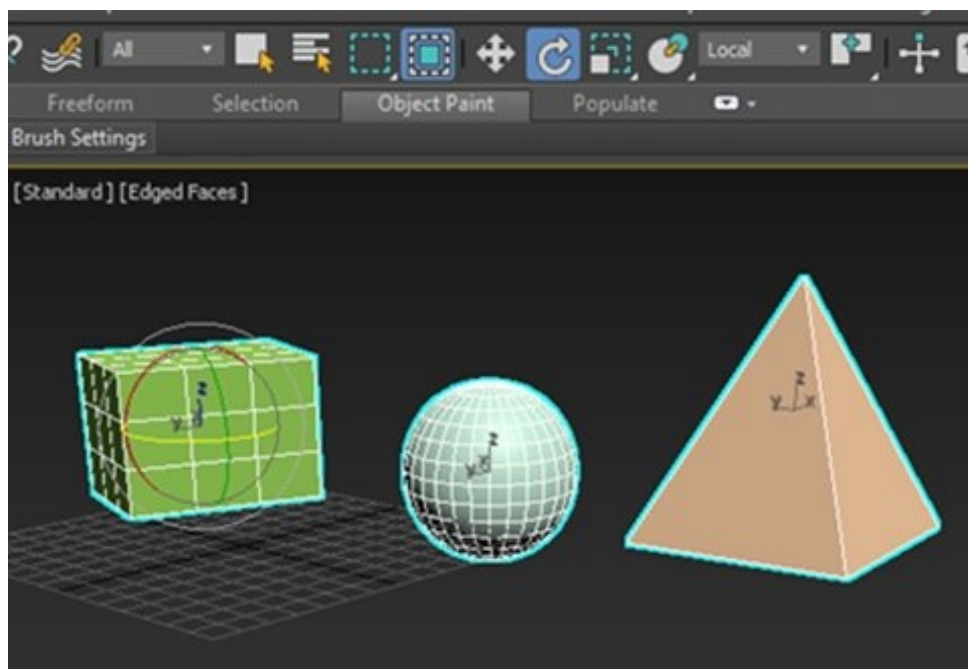 All Local
Freeform Selection Object Paint Populate
Brush Settings
[Standard] [Edged Faces]
z
y
z
y x
z
y x